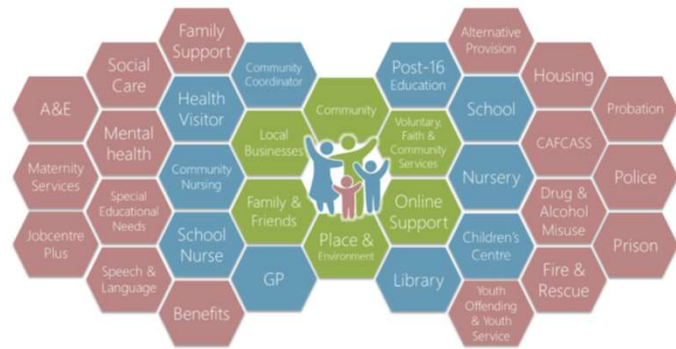 A&E
Maternity
Services
Jobcentre
Plus
Social
Care
Mental
health
Special
Educational
Needs
Speech &
Language
Family
Support
Health
Visitor
Community
Nursing
School
Nurse
Benefits
Community
Coordinator
Local
Businesses
Family &
Friends
GP
Community
Place &
Environment
Post-16
Education
Voluntary,
Faith &
Community
Services
Online
Support
Library
Alternative
Provision
School
Nursery
Children's
Centre
Youth
Offending
& Youth
Service
Housing
CAFCASS
Drug &
Alcohol
Misuse
Fire &
Rescue
Probation
Police
Prison